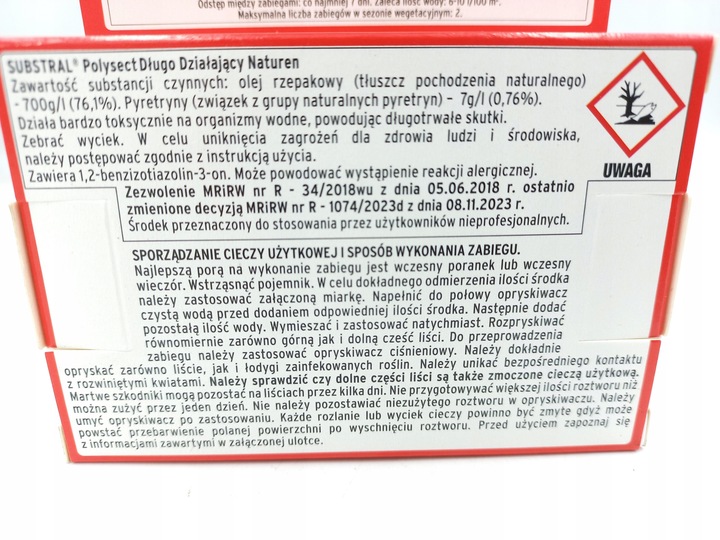 Odstęp między zabiegami: co najmniej 7 dni. Zaleca ilość wody: 6-10 l/100 m²
Maksymalna liczba zabiegów w sezonie wegetacyjnym: 2.
SUBSTRAL® Polysect Długo Działający Naturen
Zawartość substancji czynnych: olej rzepakowy (tłuszcz pochodzenia naturalnego)
- 700g/l (76,1%). Pyretryny (związek z grupy naturalnych pyretryn) – 7g/l (0,76%).
Działa bardzo toksycznie na organizmy wodne, powodując długotrwałe skutki.
Zebrać wyciek. W celu uniknięcia zagrożeń dla zdrowia ludzi i środowiska,
należy postępować zgodnie z instrukcją użycia.
Zawiera 1,2-benzizotiazolin-3-on. Może powodować wystąpienie reakcji alergicznej.
UWAGA
Zezwolenie MRiRW nr R - 34/2018wu z dnia 05.06.2018 r. ostatnio
zmienione decyzją MRiRW nr R - 1074/2023d z dnia 08.11.2023 r.
Środek przeznaczony do stosowania przez użytkowników nieprofesjonalnych.
SPORZĄDZANIE CIECZY UŻYTKOWEJ I SPOSÓB WYKONANIA ZABIEGU.
Najlepszą porą na wykonanie zabiegu jest wczesny poranek lub wczesny
wieczór. Wstrząsnąć pojemnik. W celu dokładnego odmierzenia ilości środka
należy zastosować załączoną miarkę. Napełnić do połowy opryskiwacz
czystą wodą przed dodaniem odpowiedniej ilości środka. Następnie dodać
pozostałą ilość wody. Wymieszać i zastosować natychmiast. Rozpryskiwać
równomiernie zarówno górną jak i dolną część liści. Do przeprowadzenia
zabiegu należy zastosować opryskiwacz ciśnieniowy. Należy dokładnie
opryskać zarówno liście, jak i łodygi zainfekowanych roślin. Należy unikać bezpośredniego kontaktu
z rozwiniętymi kwiatami. Należy sprawdzić czy dolne części liści są także zmoczone cieczą użytkową.
Martwe szkodniki mogą pozostać na liściach przez kilka dni. Nie przygotowywać większej ilości roztworu niż
można zużyć przez jeden dzień. Nie należy pozostawiać niezużytego roztworu w opryskiwaczu. Należy
umyć opryskiwacz po zastosowaniu. Każde rozlanie lub wyciek cieczy powinno być zmyte gdyż może
powstać przebarwienie polanej powierzchni po wyschnięciu roztworu. Przed użyciem zapoznaj się
z informacjami zawartymi w załączonej ulotce.